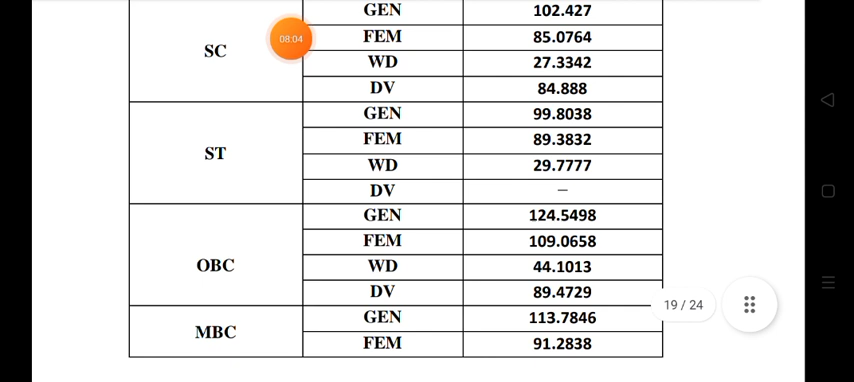 GEN 102.427
08:04
SC
FEM 85.0764
WD 27.3342
DV 84.888
GEN 99.8038
FEM 89.3832
ST
WD 29.7777
DV –
GEN 124.5498
FEM 109.0658
OBC
WD 44.1013
DV 89.4729
19 / 24
GEN 113.7846
MBC
FEM 91.2838